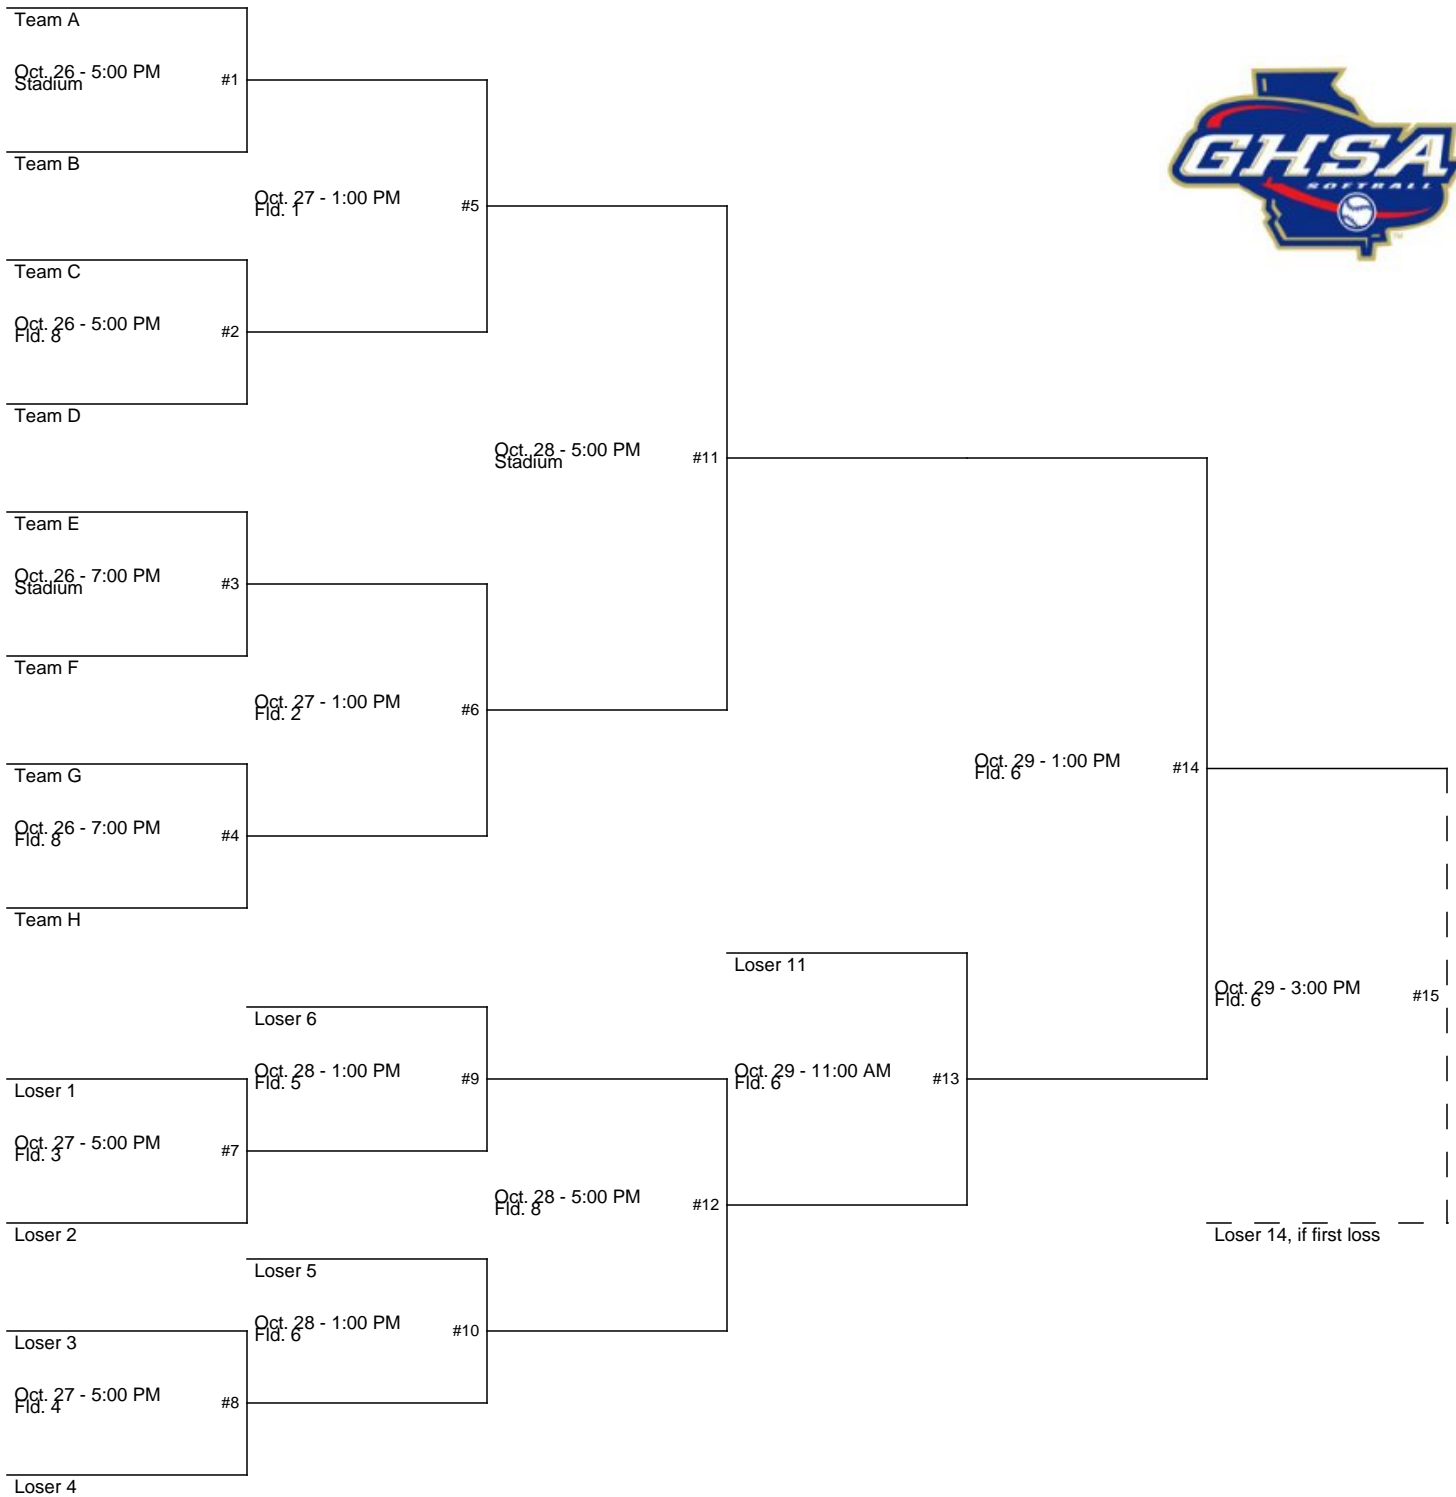 Team A
Oct. 26 - 5:00 PM
Stadium
#1
Team B
Oct. 27 - 1:00 PM
Fld. 1
#5
Team C
Oct. 26 - 5:00 PM
Fld. 8
#2
Team D
Oct. 28 - 5:00 PM
Stadium
#11
Team E
Oct. 26 - 7:00 PM
Stadium
#3
Team F
Oct. 27 - 1:00 PM
Fld. 2
#6
Team G
Oct. 26 - 7:00 PM
Fld. 8
#4
Team H
GHSA
SOFTBALL
TM
Oct. 29 - 1:00 PM
Fld. 6
#14
Loser 11
Oct. 29 - 11:00 AM
Fld. 6
#13
Oct. 29 - 3:00 PM
Fld. 6
#15
Loser 14, if first loss
Loser 6
Oct. 28 - 1:00 PM
Fld. 5
#9
Loser 1
Oct. 27 - 5:00 PM
Fld. 3
#7
Loser 2
Oct. 28 - 5:00 PM
Fld. 8
#12
Loser 5
Oct. 28 - 1:00 PM
Fld. 6
#10
Loser 3
Oct. 27 - 5:00 PM
Fld. 4
#8
Loser 4